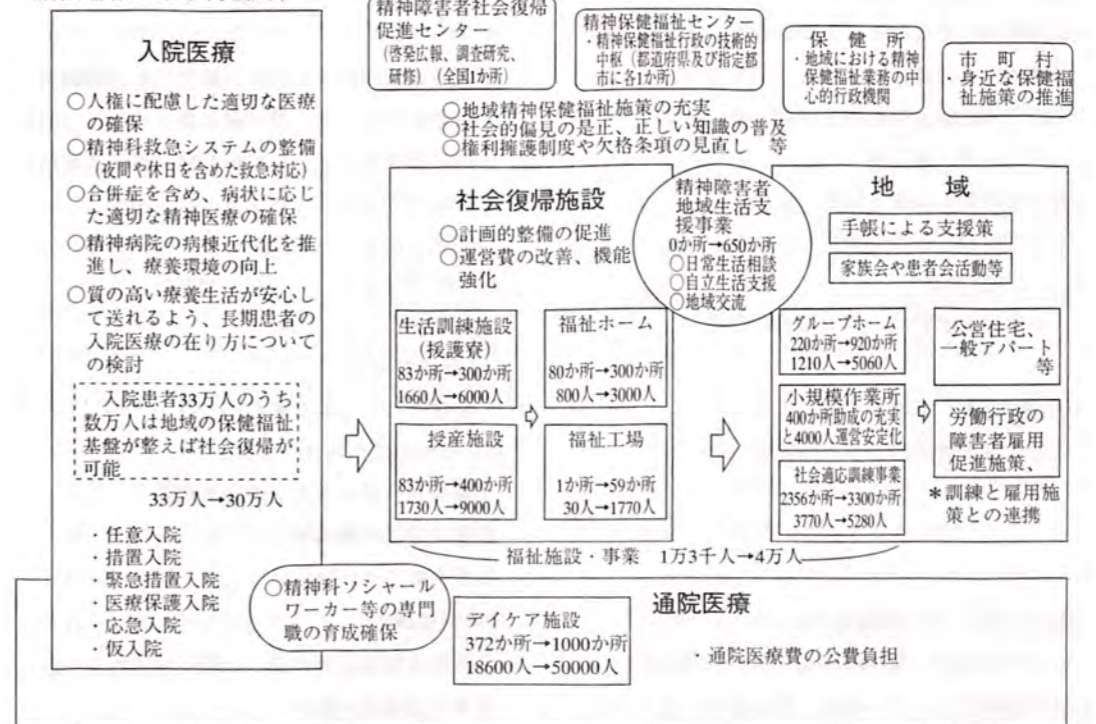 入院医療
○人権に配慮した適切な医療
の確保
○精神科救急システムの整備
(夜間や休日を含めた救急対応)
○合併症を含め、病状に応じ
た適切な精神医療の確保
○精神病院の病棟近代化を推
進し、療養環境の向上
○質の高い療養生活が安心し
て送れるよう、長期患者の
入院医療の在り方について
の検討
入院患者33万人のうち
数万人は地域の保健福祉
基盤が整えば社会復帰が
可能
33万人→30万人
・任意入院
・措置入院
・緊急措置入院
・医療保護入院
・応急入院
・仮入院
精神障害者社会復帰
促進センター
(啓発広報、調査研究、
研修)(全国1か所)
精神保健福祉センター
・精神保健福祉行政の技術的
中枢(都道府県及び指定都
市に各1か所)
保健所
・地域における精神
保健福祉業務の中
心的行政機関
市町村
・身近な保健福
祉施策の推進
○地域精神保健福祉施策の充実
○社会的偏見の是正、正しい知識の普及
○権利擁護制度や欠格条項の見直し 等
社会復帰施設
○計画的整備の促進
○運営費の改善、機能
強化
生活訓練施設
(援護寮)
83か所→300か所
1660人→6000人
福祉ホーム
80か所→300か所
800人→3000人
授産施設
83か所→400か所
1730人→9000人
福祉工場
1か所→59か所
30人→1770人
精神障害者
地域生活支
援事業
0か所→650か所
○日常生活相談
○自立生活支援
○地域交流
地域
手帳による支援策
家族会や患者会活動等
グループホーム
220か所→920か所
1210人→5060人
公営住宅、
一般アパート
等
小規模作業所
400か所助成の充実
と4000人運営安定化
労働行政の
障害者雇用
促進施策、
社会適応訓練事業
2356か所→3300か所
3770人→5280人
*訓練と雇用施
策との連携
福祉施設・事業 1万3千人→4万人
○精神科ソシャール
ワーカー等の専門
職の育成確保
デイケア施設
372か所→1000か所
18600人→50000人
通院医療
・通院医療費の公費負担